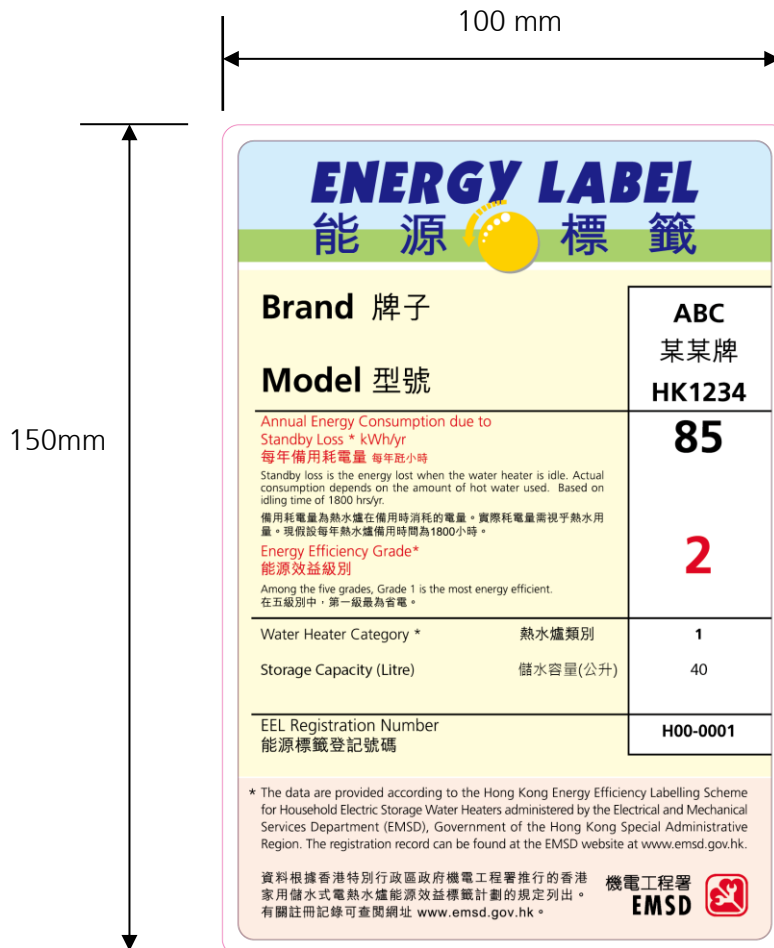 100 mm
150mm
ENERGY LABEL
能源標籤
Brand 牌子
ABC
某某牌
Model 型號
HK1234
Annual Energy Consumption due to
Standby Loss * kWh/yr
每年備用耗電量 每年瓩小時
85
Standby loss is the energy lost when the water heater is idle. Actual
consumption depends on the amount of hot water used. Based on
idling time of 1800 hrs/yr.
備用耗電量為熱水爐在備用時消耗的電量。實際耗電量需視乎熱水用
量。現假設每年熱水爐備用時間為1800小時。
Energy Efficiency Grade*
能源效益級別
2
Among the five grades, Grade 1 is the most energy efficient.
在五級別中，第一級最為省電。
Water Heater Category * 熱水爐類別 1
Storage Capacity (Litre) 儲水容量(公升) 40
EEL Registration Number
能源標籤登記號碼
H00-0001
* The data are provided according to the Hong Kong Energy Efficiency Labelling Scheme
for Household Electric Storage Water Heaters administered by the Electrical and Mechanical
Services Department (EMSD), Government of the Hong Kong Special Administrative
Region. The registration record can be found at the EMSD website at www.emsd.gov.hk.
資料根據香港特別行政區政府機電工程署推行的香港
家用儲水式電熱水爐能源效益標籤計劃的規定列出。
有關註冊記錄可查閱網址 www.emsd.gov.hk。
機電工程署
EMSD